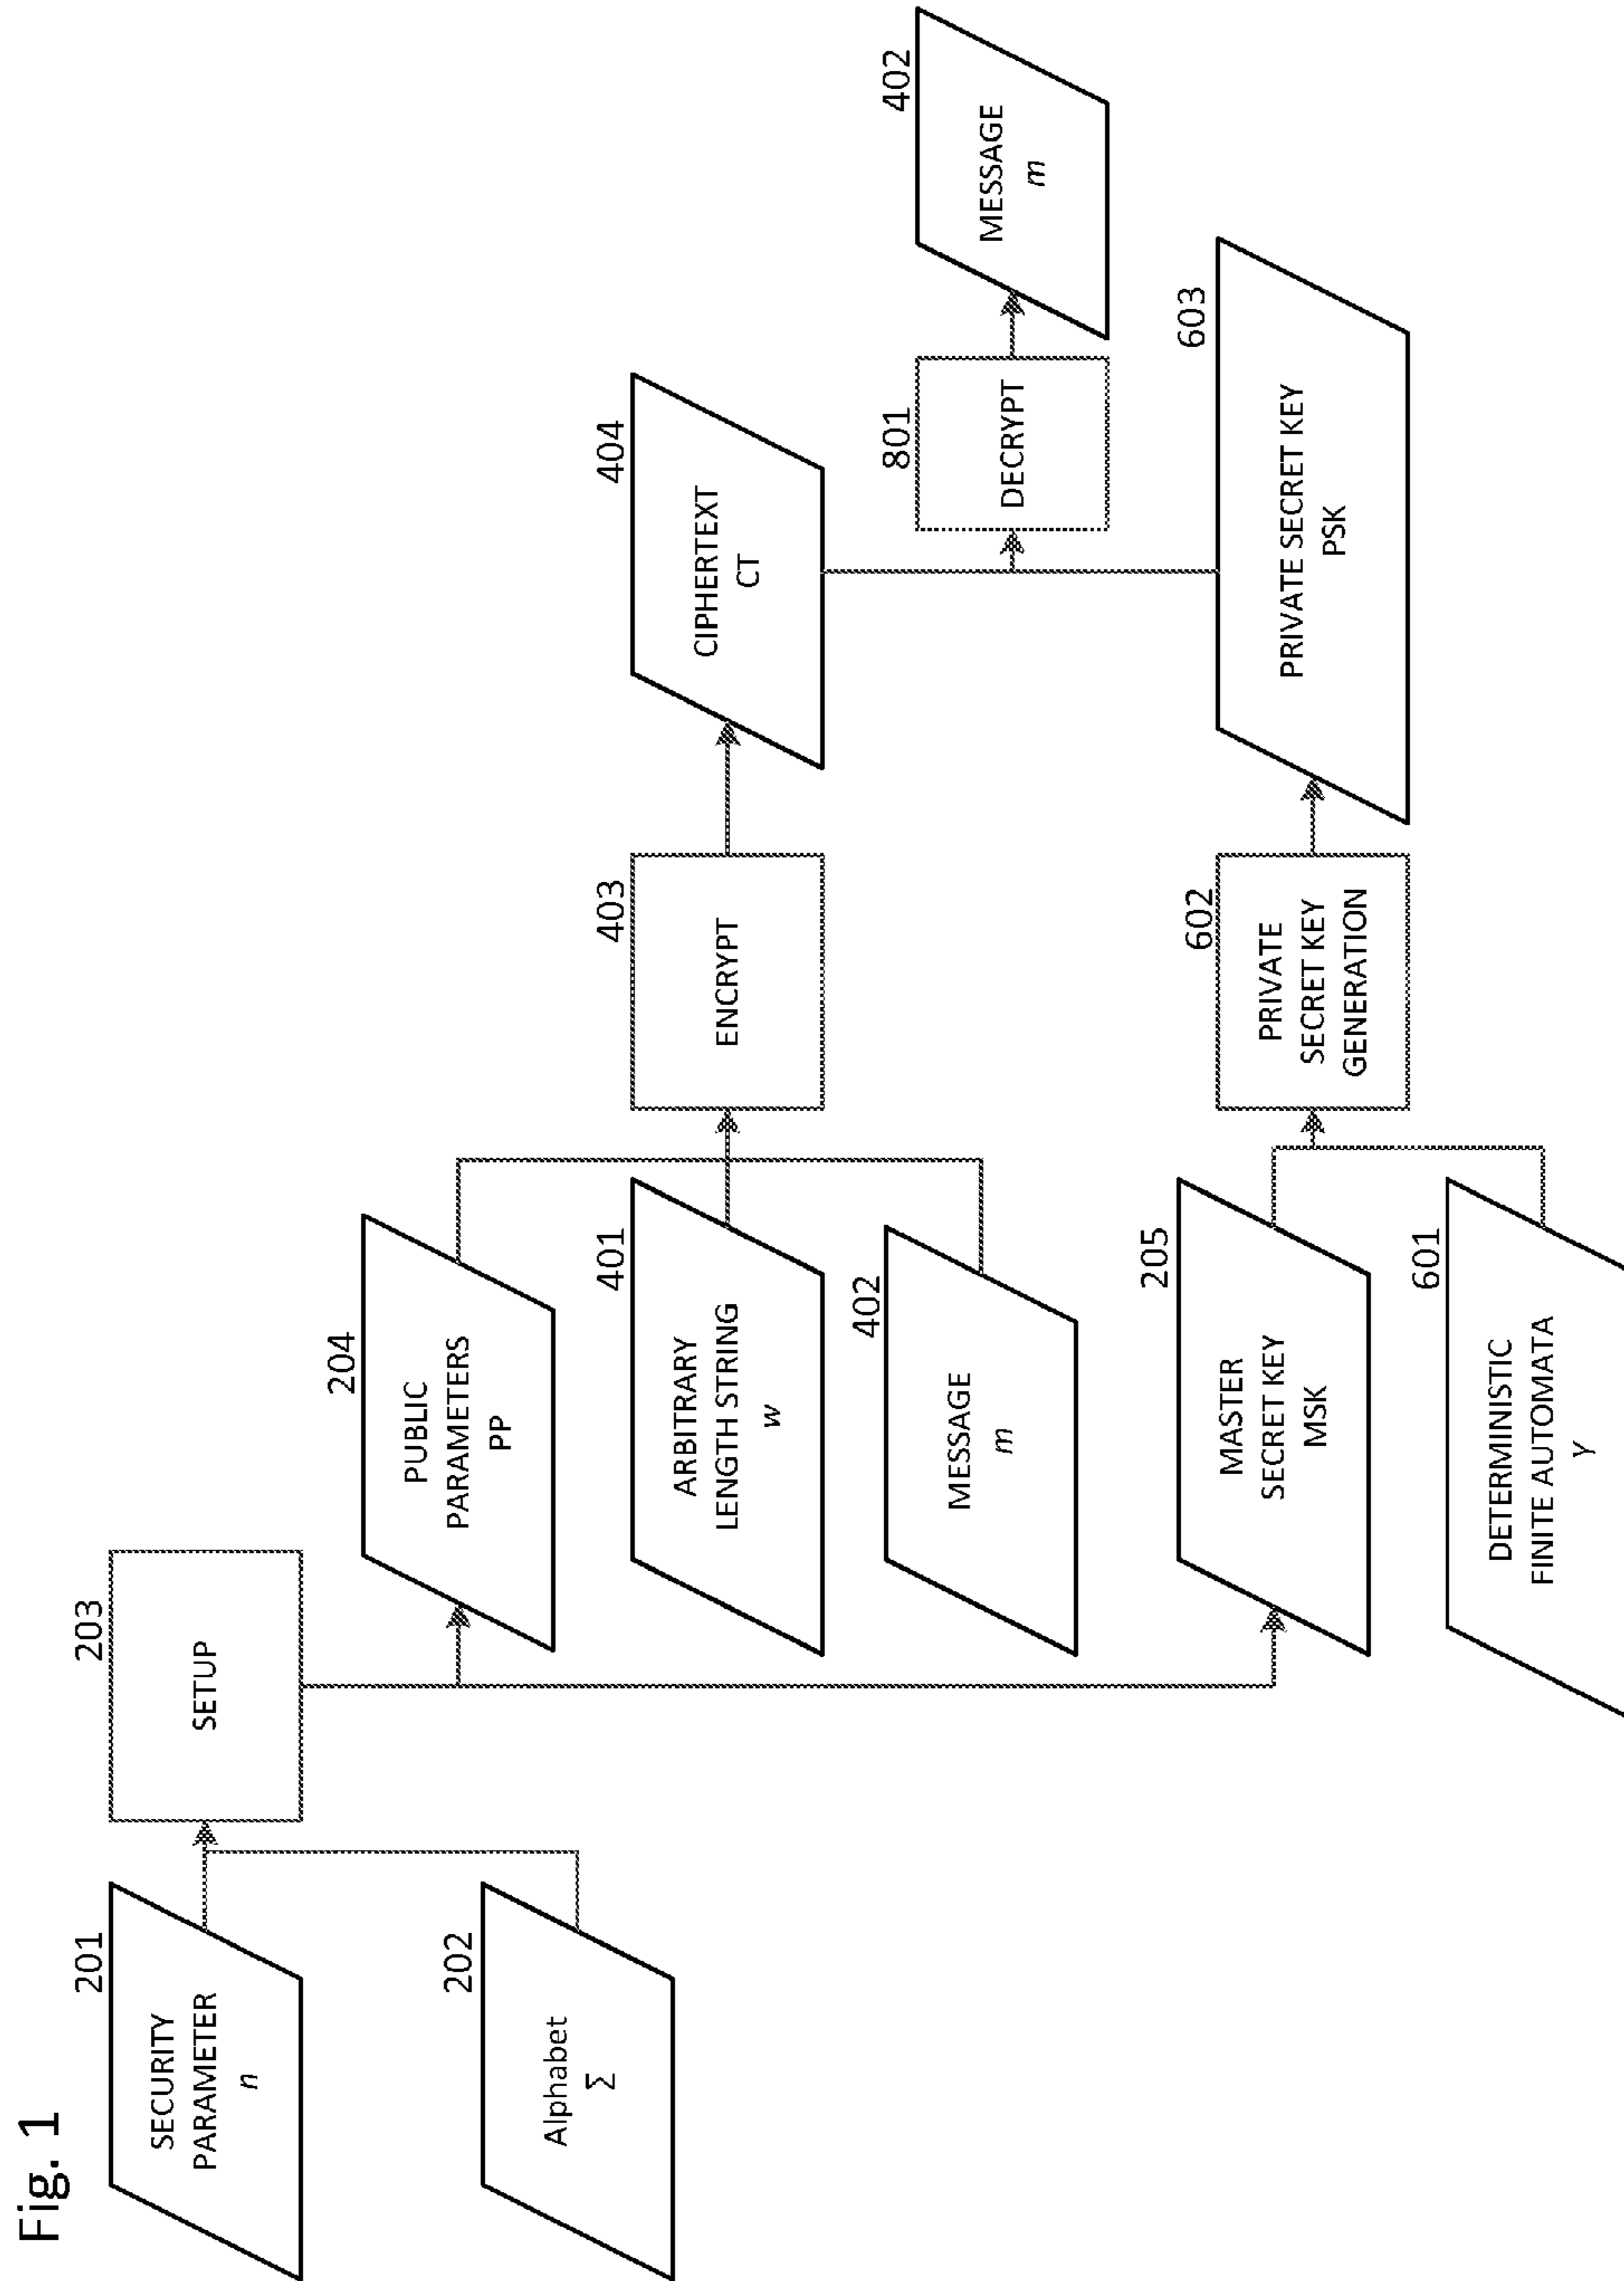 Fig. 1
201
SECURITY
PARAMETER
n
202
Alphabet
Σ
203
SETUP
204
PUBLIC
PARAMETERS
PP
401
ARBITRARY
LENGTH STRING
w
402
MESSAGE
m
205
MASTER
SECRET KEY
MSK
601
DETERMINISTIC
FINITE AUTOMATA
γ
403
ENCRYPT
602
PRIVATE
SECRET KEY
GENERATION
404
CIPHERTEXT
CT
603
PRIVATE SECRET KEY
PSK
801
DECRYPT
402
MESSAGE
m